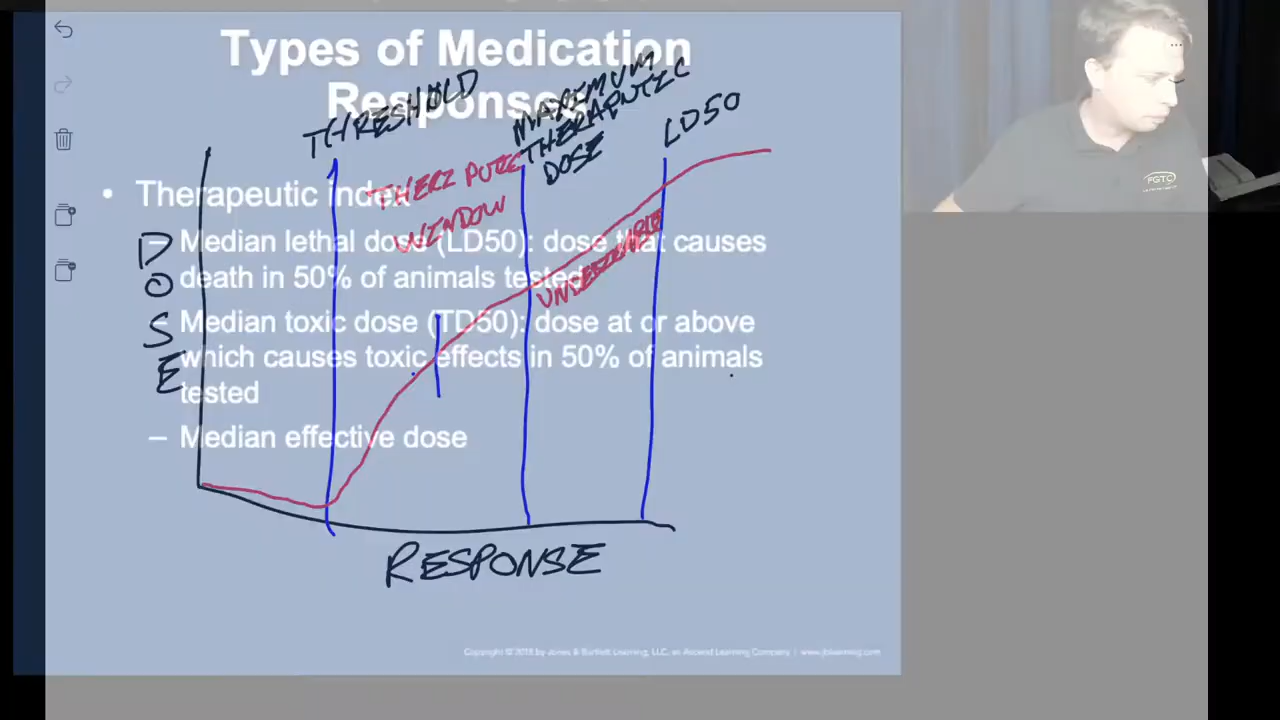 Types of Medication
Responses
THRESHOLD
MAXIMUM
THERAPUTIC
DOSE
LD50
• Therapeutic index
WINDOW
– Median lethal dose (LD50): dose that causes
death in 50% of animals tested
– Median toxic dose (TD50): dose at or above
which causes toxic effects in 50% of animals
tested
– Median effective dose
DOSE
RESPONSE
FGTC
Copyright © 2018 by Jones & Bartlett Learning, LLC, an Ascend Learning Company | www.jblearning.com